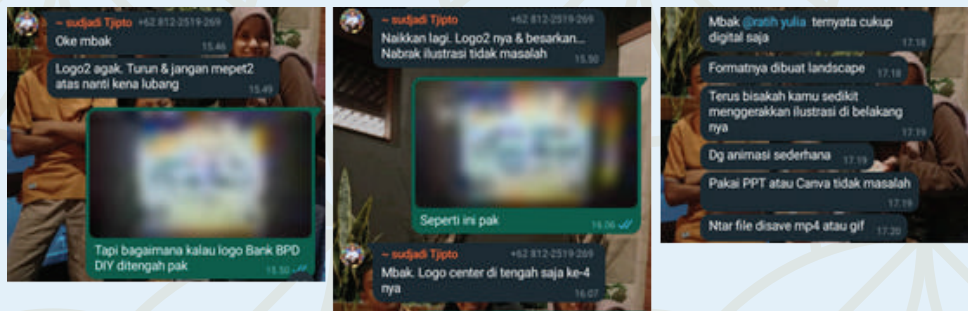 ~ sudjadi Tjipto +62 812-2519-269
Oke mbak
15.46
Logo2 agak. Turun & jangan mepet2
atas nanti kena lubang
15.49
Tapi bagaimana kalau logo Bank BPD
DIY ditengah pak
15.50
~ sudjadi Tjipto +62 812-2519-269
Naikkan lagi. Logo2 nya & besarkan...
Nabrak ilustrasi tidak masalah
15.50
Seperti ini pak
16.06
~ sudjadi Tjipto +62 812-2519-269
Mbak. Logo center di tengah saja ke-4
nya
16.07
Mbak @ratih yulia ternyata cukup
digital saja
17.18
Formatnya dibuat landscape 17.18
Terus bisakah kamu sedikit
menggerakkan ilustrasi di belakang
nya
17.19
Dg animasi sederhana 17.19
Pakai PPT atau Canva tidak masalah
17.19
Ntar file disave mp4 atau gif 17.20